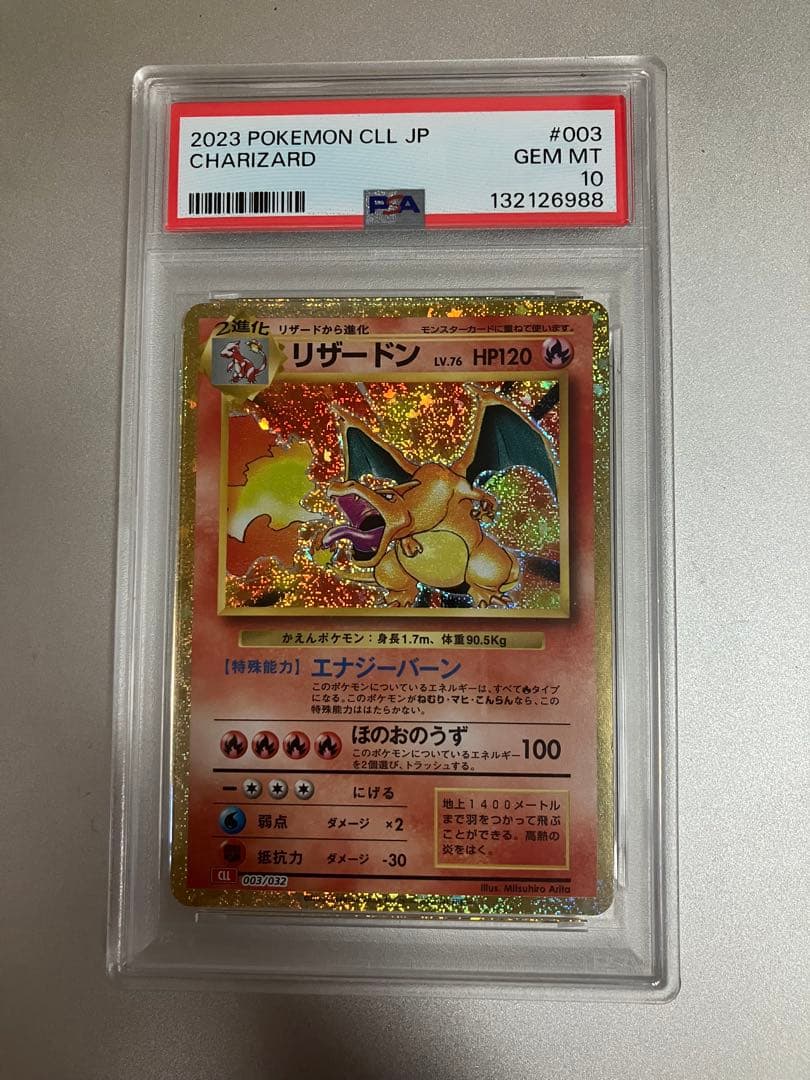 2023 POKEMON CLL JP #003
CHARIZARD GEM MT
10
PSA 132126988
2進化 リザードから進化 モンスターカードに重ねて使います。
リザードン LV.76 HP120
かえんポケモン：身長1.7m、体重90.5Kg
【特殊能力】エナジーバーン
このポケモンについているエネルギーは、すべて🔥タイプ
になる。このポケモンがねむり・マヒ・こんらんなら、この
特殊能力ははたらかない。
ほのおのうず 100
このポケモンについているエネルギー
を2個選び、トラッシュする。
ー にげる
弱点 ダメージ ×2
抵抗力 ダメージ -30
地上1400メートル
まで羽をつかって飛ぶ
ことができる。高熱の
炎をはく。
CLL 003/032
Illus. Mitsuhiro Arita